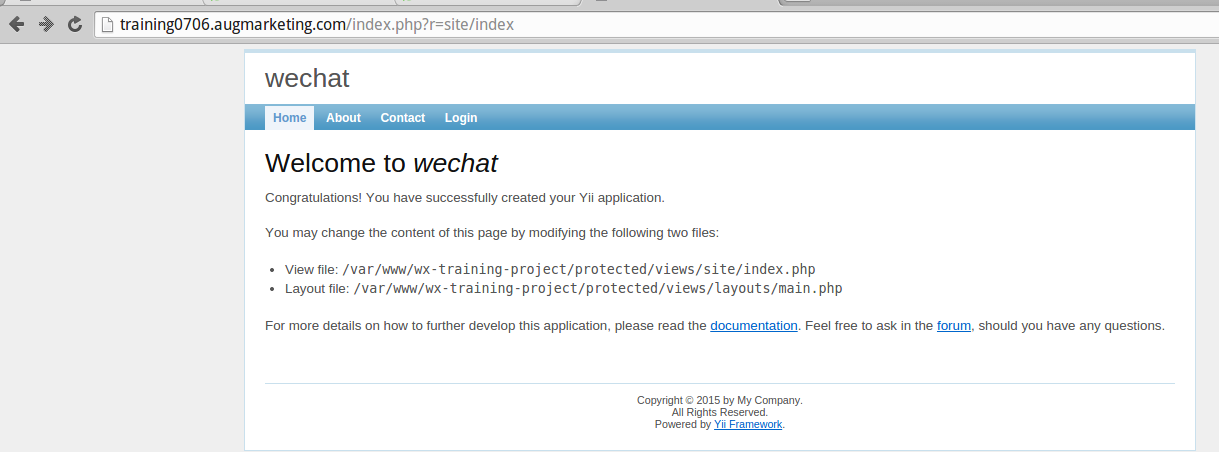 training0706.augmarketing.com/index.php?r=site/index
wechat
Home About Contact Login
Welcome to wechat
Congratulations! You have successfully created your Yii application.
You may change the content of this page by modifying the following two files:
• View file: /var/www/wx-training-project/protected/views/site/index.php
• Layout file: /var/www/wx-training-project/protected/views/layouts/main.php
For more details on how to further develop this application, please read the documentation. Feel free to ask in the forum, should you have any questions.
Copyright © 2015 by My Company.
All Rights Reserved.
Powered by Yii Framework.